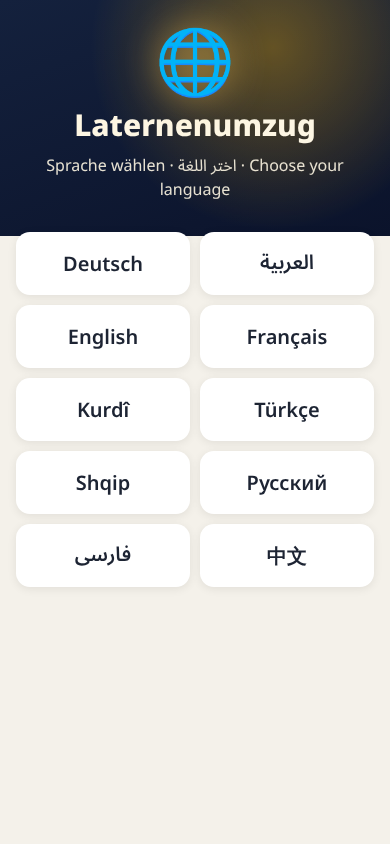 Laternenumzug
Sprache wählen · اختر اللغة · Choose your
language
Deutsch
العربية
English
Français
Kurdî
Türkçe
Shqip
Русский
فارسی
中文